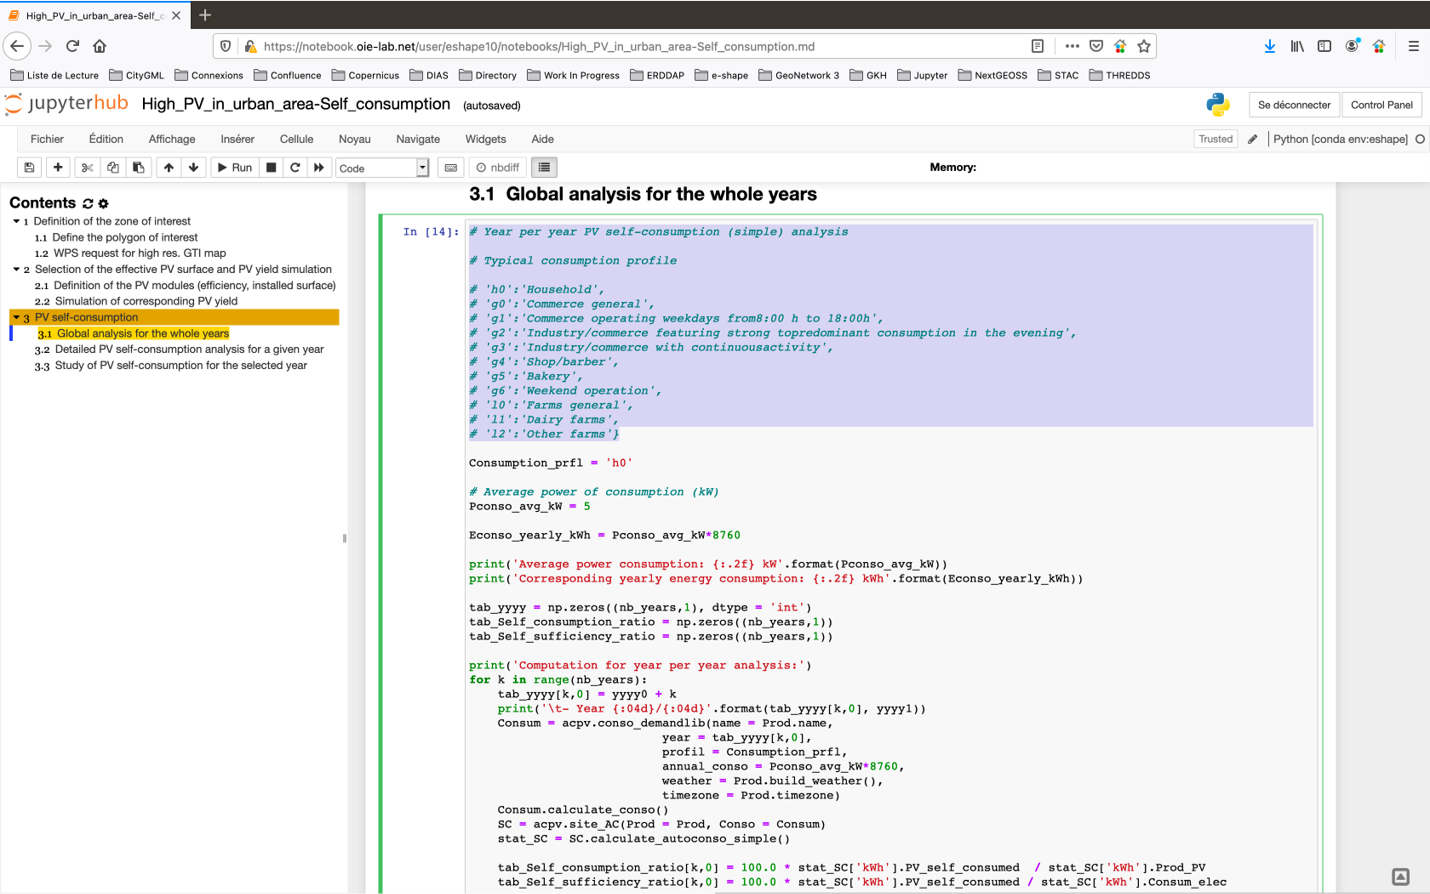 High_PV_in_urban_area-Self_c
https://notebook.oie-lab.net/user/eshape10/notebooks/High_PV_in_urban_area-Self_consumption.md
Liste de Lecture CityGML Connexions Confluence Copernicus DIAS Directory Work In Progress ERDDAP e-shape GeoNetwork 3 GKH Jupyter NextGEOSS STAC THREDDS
jupyterhub High_PV_in_urban_area-Self_consumption (autosaved) Se déconnecter Control Panel
Fichier Édition Affichage Insérer Cellule Noyau Navigate Widgets Aide Trusted Python [conda env:eshape]
Run Code nbdiff Memory:
Contents
1 Definition of the zone of interest
1.1 Define the polygon of interest
1.2 WPS request for high res. GTI map
2 Selection of the effective PV surface and PV yield simulation
2.1 Definition of the PV modules (efficiency, installed surface)
2.2 Simulation of corresponding PV yield
3 PV self-consumption
3.1 Global analysis for the whole years
3.2 Detailed PV self-consumption analysis for a given year
3.3 Study of PV self-consumption for the selected year
3.1 Global analysis for the whole years
In [14]: # Year per year PV self-consumption (simple) analysis
# Typical consumption profile
# 'h0':'Household',
# 'g0':'Commerce general',
# 'g1':'Commerce operating weekdays from8:00 h to 18:00h',
# 'g2':'Industry/commerce featuring strong topredominant consumption in the evening',
# 'g3':'Industry/commerce with continuousactivity',
# 'g4':'Shop/barber',
# 'g5':'Bakery',
# 'g6':'Weekend operation',
# 'l0':'Farms general',
# 'l1':'Dairy farms',
# 'l2':'Other farms'}
Consumption_prfl = 'h0'
# Average power of consumption (kW)
Pconso_avg_kW = 5
Econso_yearly_kWh = Pconso_avg_kW*8760
print('Average power consumption: {:.2f} kW'.format(Pconso_avg_kW))
print('Corresponding yearly energy consumption: {:.2f} kWh'.format(Econso_yearly_kWh))
tab_yyyy = np.zeros((nb_years,1), dtype = 'int')
tab_Self_consumption_ratio = np.zeros((nb_years,1))
tab_Self_sufficiency_ratio = np.zeros((nb_years,1))
print('Computation for year per year analysis:')
for k in range(nb_years):
tab_yyyy[k,0] = yyyy0 + k
print('\t- Year {:04d}/{:04d}'.format(tab_yyyy[k,0], yyyy1))
Consum = acpv.conso_demandlib(name = Prod.name,
year = tab_yyyy[k,0],
profil = Consumption_prfl,
annual_conso = Pconso_avg_kW*8760,
weather = Prod.build_weather(),
timezone = Prod.timezone)
Consum.calculate_conso()
SC = acpv.site_AC(Prod = Prod, Conso = Consum)
stat_SC = SC.calculate_autoconso_simple()
tab_Self_consumption_ratio[k,0] = 100.0 * stat_SC['kWh'].PV_self_consumed / stat_SC['kWh'].Prod_PV
tab_Self_sufficiency_ratio[k,0] = 100.0 * stat_SC['kWh'].PV_self_consumed / stat_SC['kWh'].Consum_elec